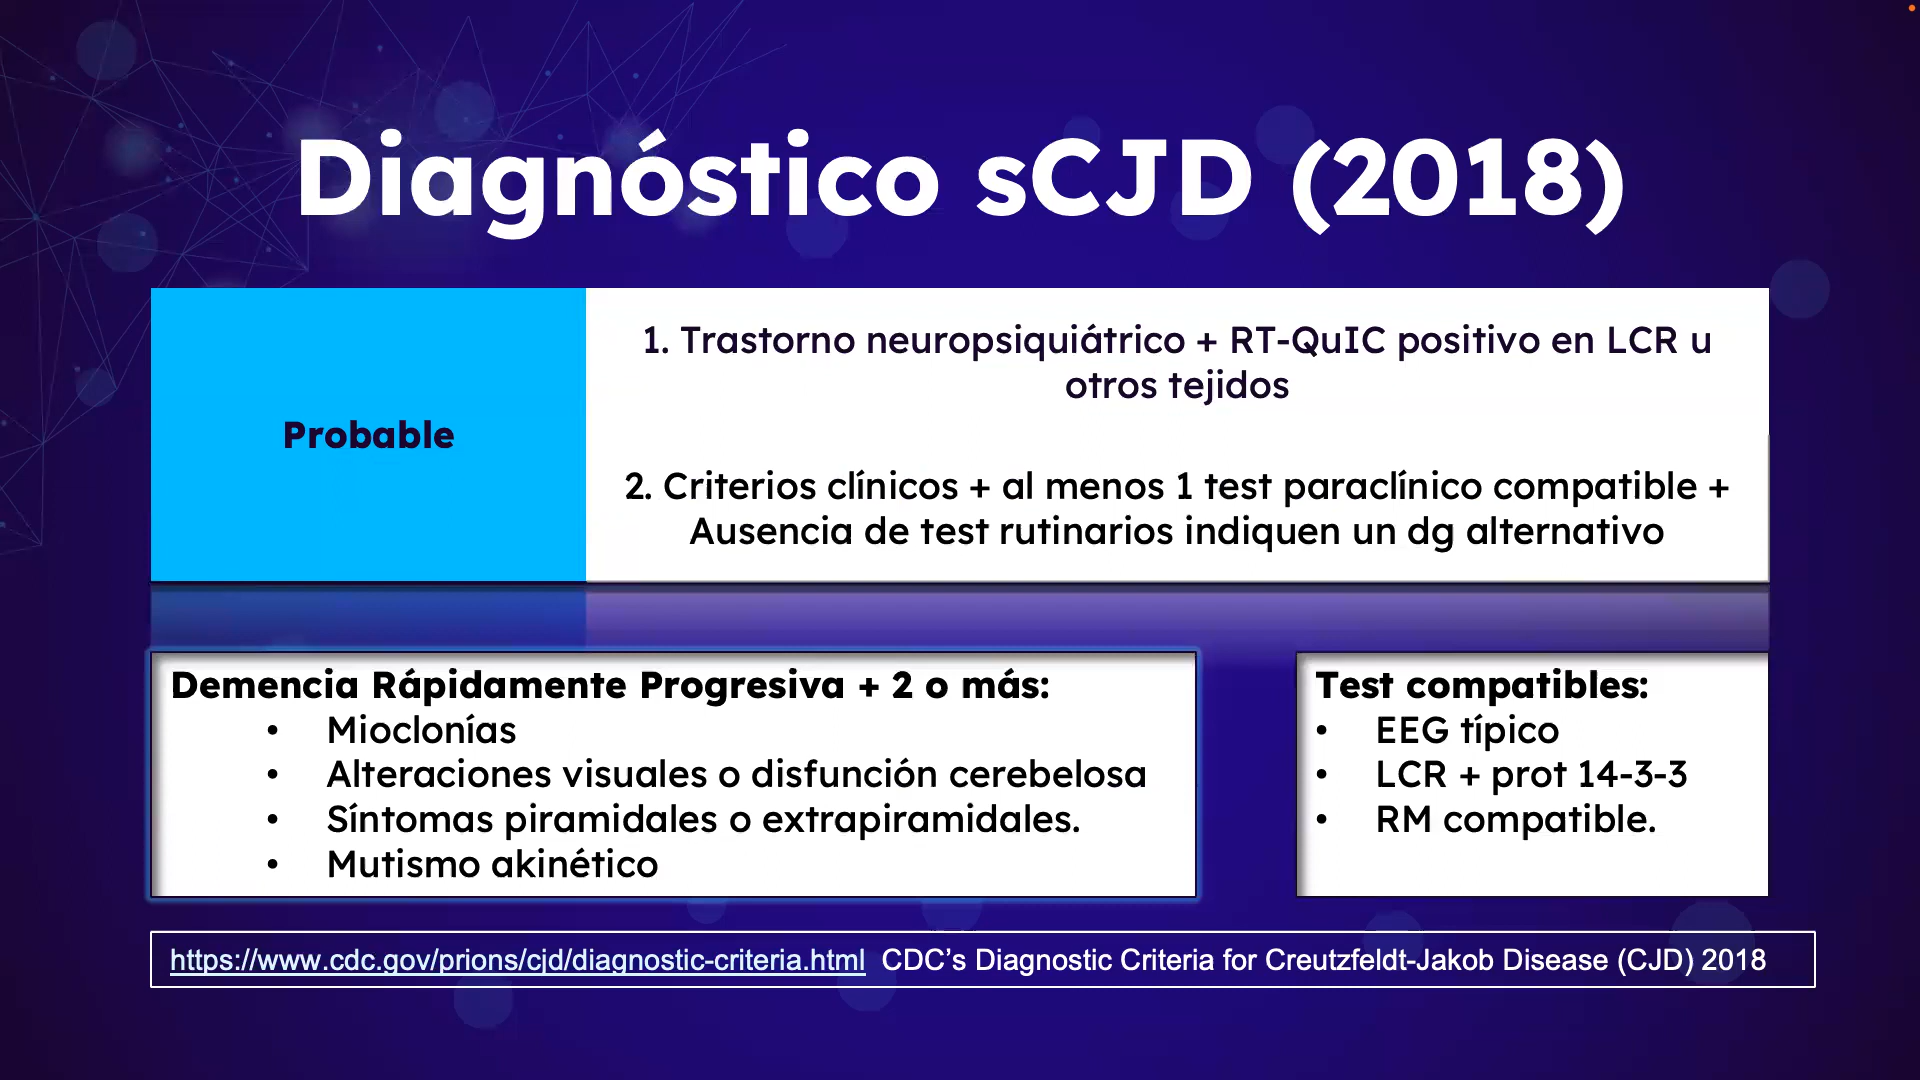 Diagnóstico sCJD (2018)
Probable
1. Trastorno neuropsiquiátrico + RT-QuIC positivo en LCR u
otros tejidos
2. Criterios clínicos + al menos 1 test paraclínico compatible +
Ausencia de test rutinarios indiquen un dg alternativo
Demencia Rápidamente Progresiva + 2 o más:
• Mioclonías
• Alteraciones visuales o disfunción cerebelosa
• Síntomas piramidales o extrapiramidales.
• Mutismo akinético
Test compatibles:
• EEG típico
• LCR + prot 14-3-3
• RM compatible.
https://www.cdc.gov/prions/cjd/diagnostic-criteria.html CDC’s Diagnostic Criteria for Creutzfeldt-Jakob Disease (CJD) 2018